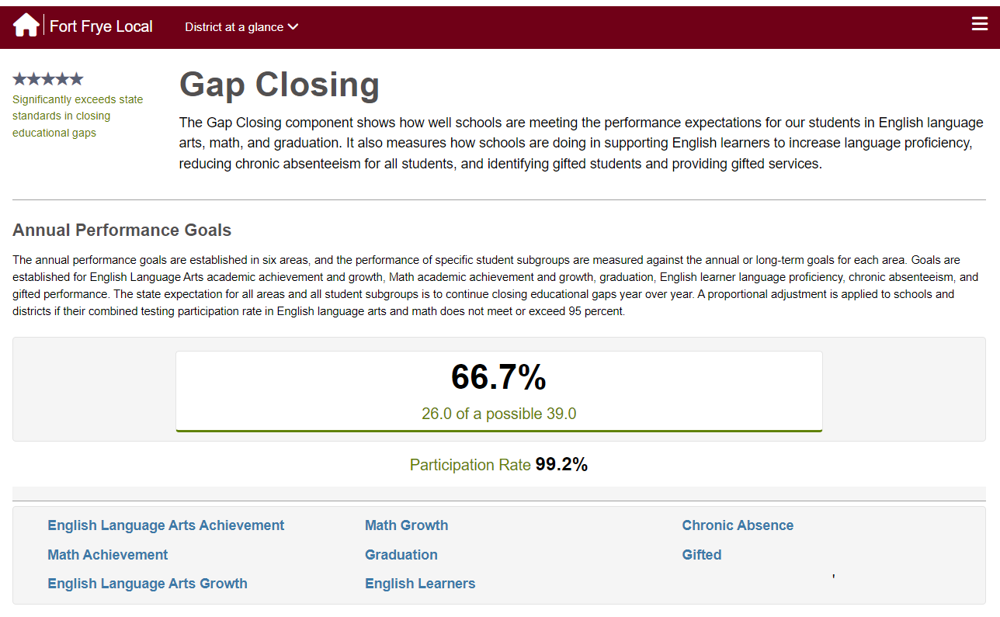 Fort Frye Local
District at a glance
★★★★★
Significantly exceeds state
standards in closing
educational gaps
Gap Closing
The Gap Closing component shows how well schools are meeting the performance expectations for our students in English language
arts, math, and graduation. It also measures how schools are doing in supporting English learners to increase language proficiency,
reducing chronic absenteeism for all students, and identifying gifted students and providing gifted services.
Annual Performance Goals
The annual performance goals are established in six areas, and the performance of specific student subgroups are measured against the annual or long-term goals for each area. Goals are
established for English Language Arts academic achievement and growth, Math academic achievement and growth, graduation, English learner language proficiency, chronic absenteeism, and
gifted performance. The state expectation for all areas and all student subgroups is to continue closing educational gaps year over year. A proportional adjustment is applied to schools and
districts if their combined testing participation rate in English language arts and math does not meet or exceed 95 percent.
66.7%
26.0 of a possible 39.0
Participation Rate 99.2%
English Language Arts Achievement
Math Achievement
English Language Arts Growth
Math Growth
Graduation
English Learners
Chronic Absence
Gifted
'